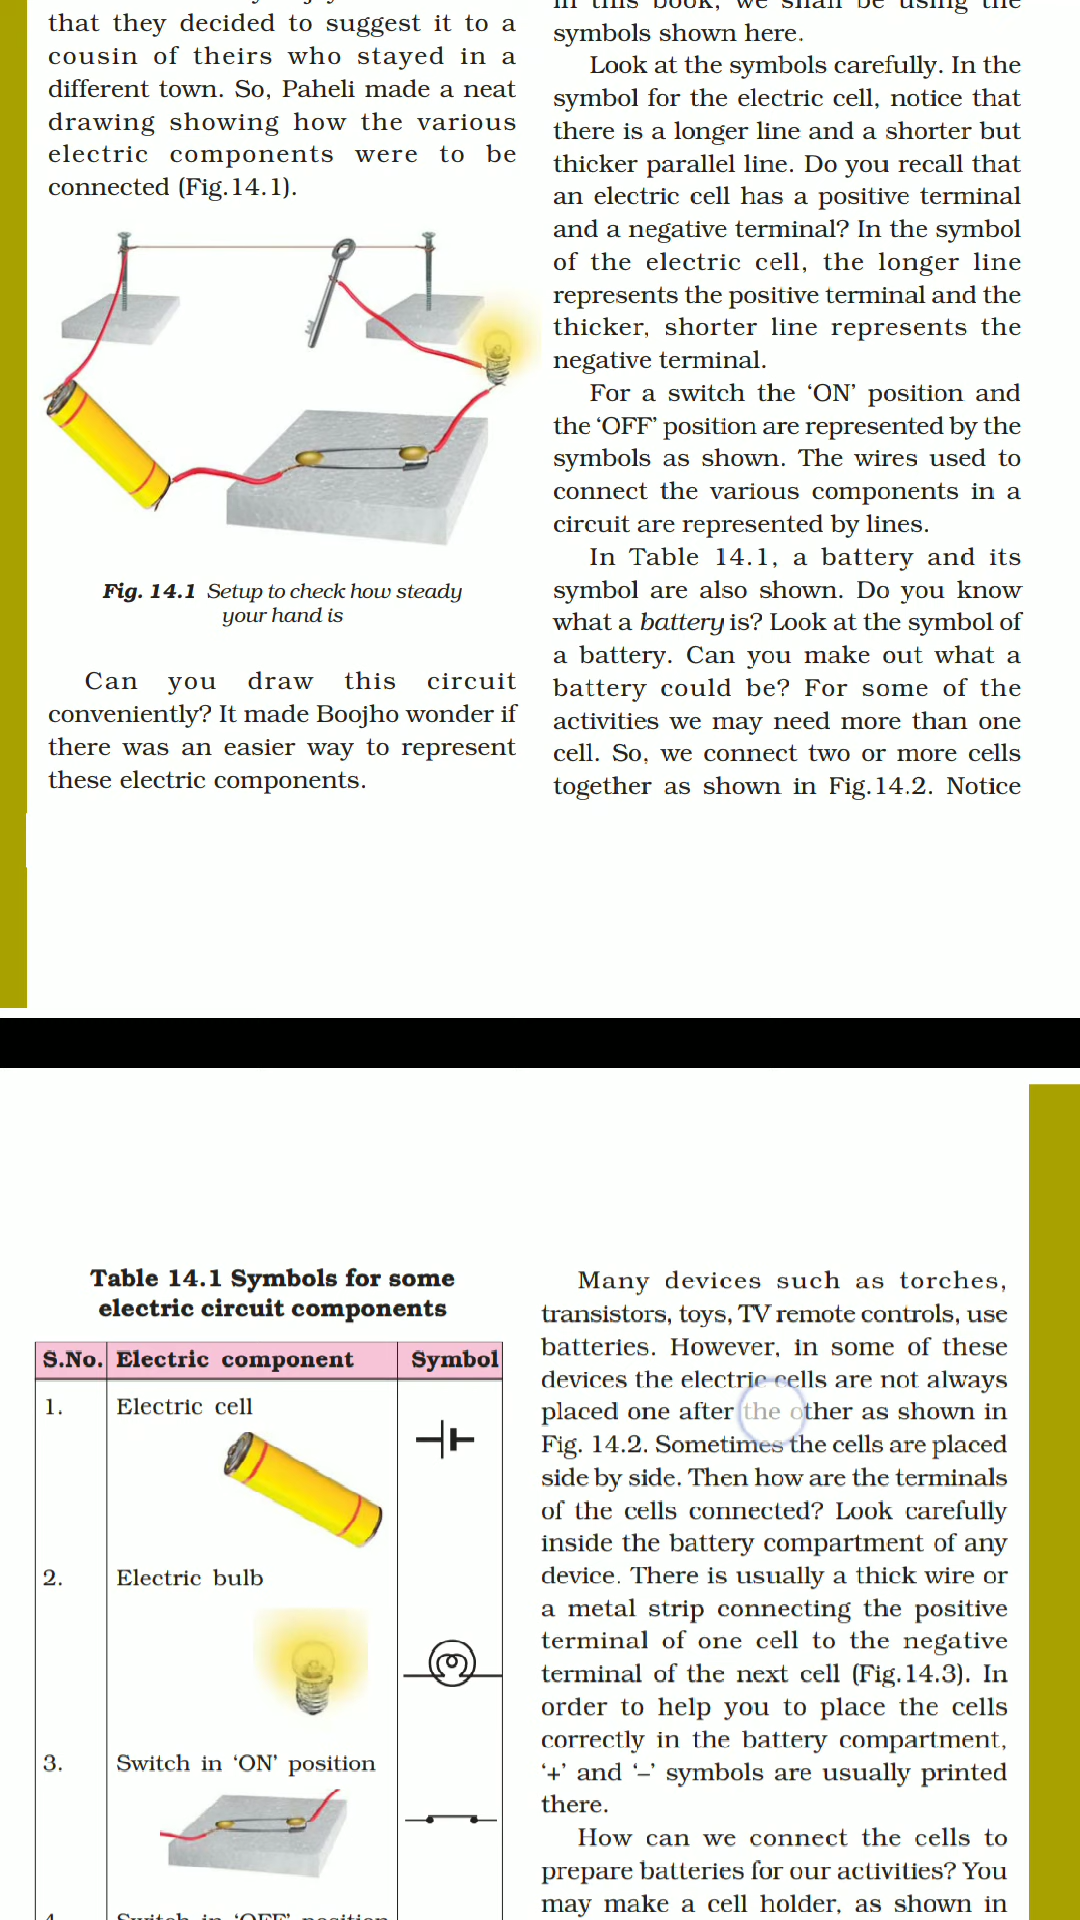 that they decided to suggest it to a
cousin of theirs who stayed in a
different town. So, Paheli made a neat
drawing showing how the various
electric components were to be
connected (Fig.14.1).
Fig. 14.1 Setup to check how steady
your hand is
Can you draw this circuit
conveniently? It made Boojho wonder if
there was an easier way to represent
these electric components.
in this book, we shall be using the
symbols shown here.
Look at the symbols carefully. In the
symbol for the electric cell, notice that
there is a longer line and a shorter but
thicker parallel line. Do you recall that
an electric cell has a positive terminal
and a negative terminal? In the symbol
of the electric cell, the longer line
represents the positive terminal and the
thicker, shorter line represents the
negative terminal.
For a switch the ‘ON’ position and
the ‘OFF’ position are represented by the
symbols as shown. The wires used to
connect the various components in a
circuit are represented by lines.
In Table 14.1, a battery and its
symbol are also shown. Do you know
what a battery is? Look at the symbol of
a battery. Can you make out what a
battery could be? For some of the
activities we may need more than one
cell. So, we connect two or more cells
together as shown in Fig.14.2. Notice
Table 14.1 Symbols for some
electric circuit components
S.No. Electric component Symbol
1. Electric cell
2. Electric bulb
3. Switch in ‘ON’ position
4. Switch in ‘OFF’ position
Many devices such as torches,
transistors, toys, TV remote controls, use
batteries. However, in some of these
devices the electric cells are not always
placed one after the other as shown in
Fig. 14.2. Sometimes the cells are placed
side by side. Then how are the terminals
of the cells connected? Look carefully
inside the battery compartment of any
device. There is usually a thick wire or
a metal strip connecting the positive
terminal of one cell to the negative
terminal of the next cell (Fig.14.3). In
order to help you to place the cells
correctly in the battery compartment,
‘+’ and ‘–’ symbols are usually printed
there.
How can we connect the cells to
prepare batteries for our activities? You
may make a cell holder, as shown in